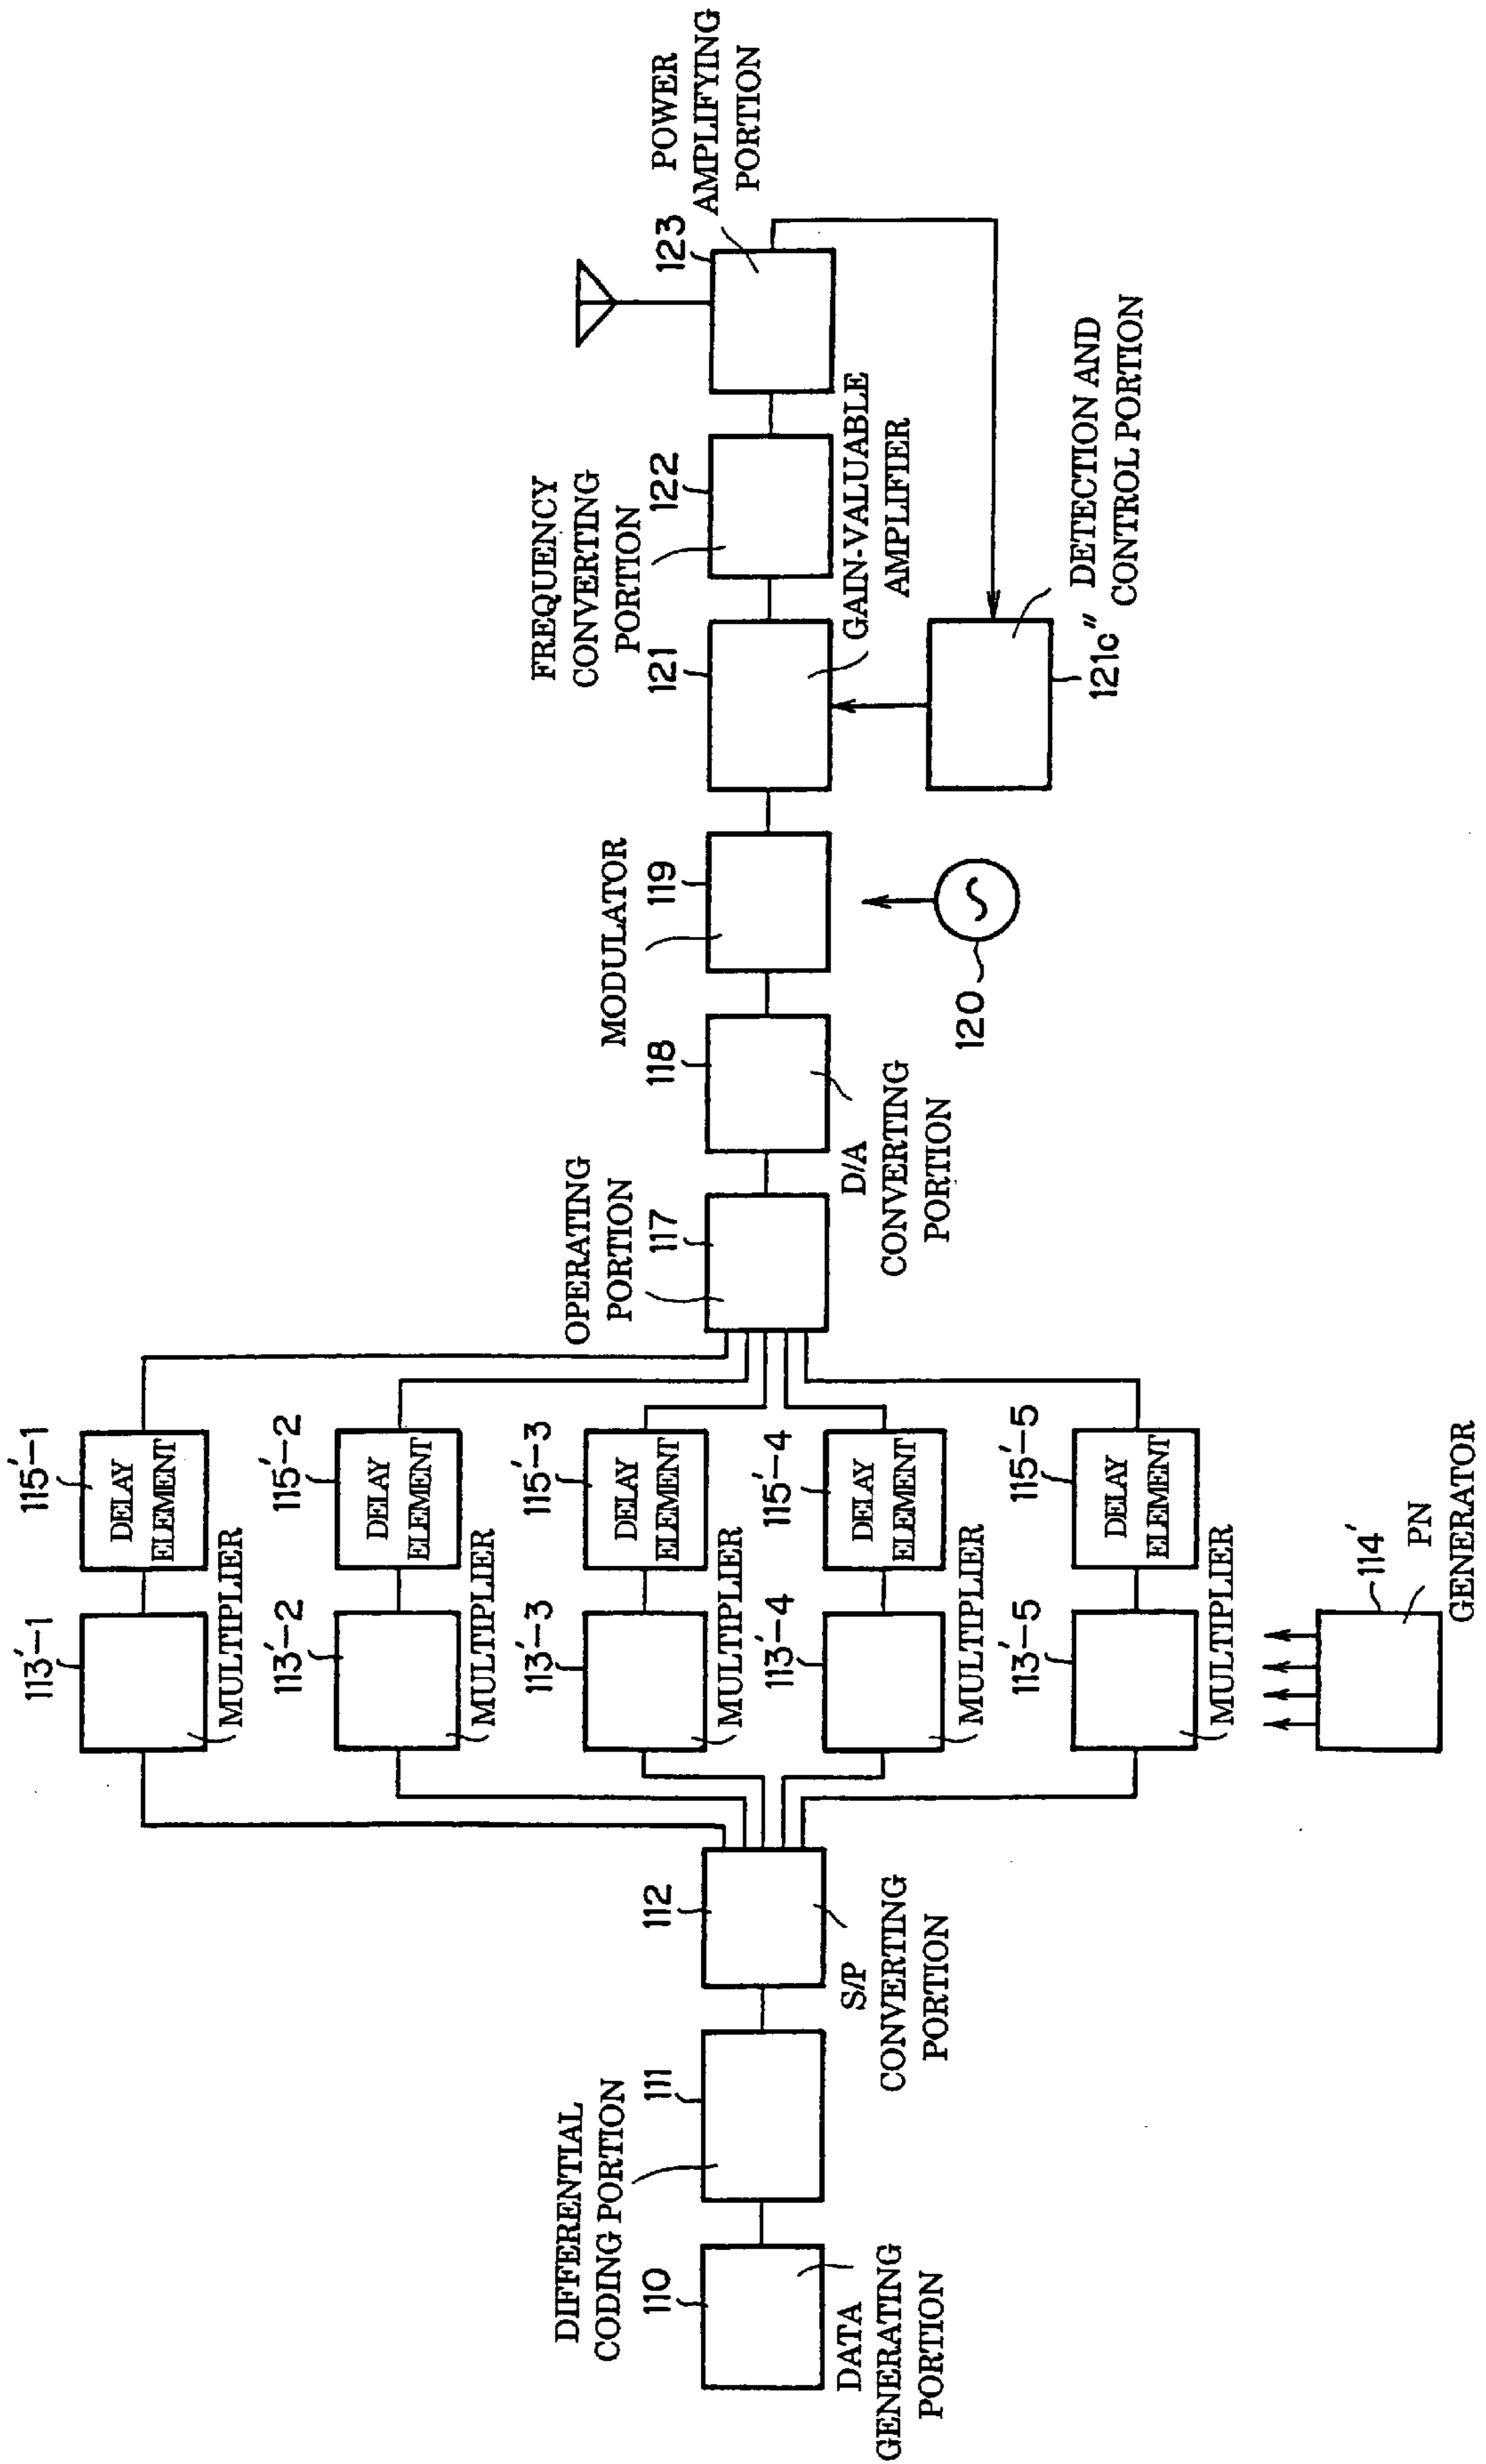 110
DATA
GENERATING
PORTION
DIFFERENTIAL
CODING PORTION
111
112
S/P
CONVERTING
PORTION
113'-1
MULTIPLIER
115'-1
DELAY
ELEMENT
113'-2
MULTIPLIER
115'-2
DELAY
ELEMENT
113'-3
MULTIPLIER
115'-3
DELAY
ELEMENT
113'-4
MULTIPLIER
115'-4
DELAY
ELEMENT
113'-5
MULTIPLIER
115'-5
DELAY
ELEMENT
114'
PN
GENERATOR
OPERATING
PORTION
117
118
D/A
CONVERTING
PORTION
MODULATOR
119
120
121
GAIN-VALUABLE
AMPLIFIER
121c"
DETECTION AND
CONTROL PORTION
FREQUENCY
CONVERTING
PORTION
122
123
POWER
AMPLIFYING
PORTION